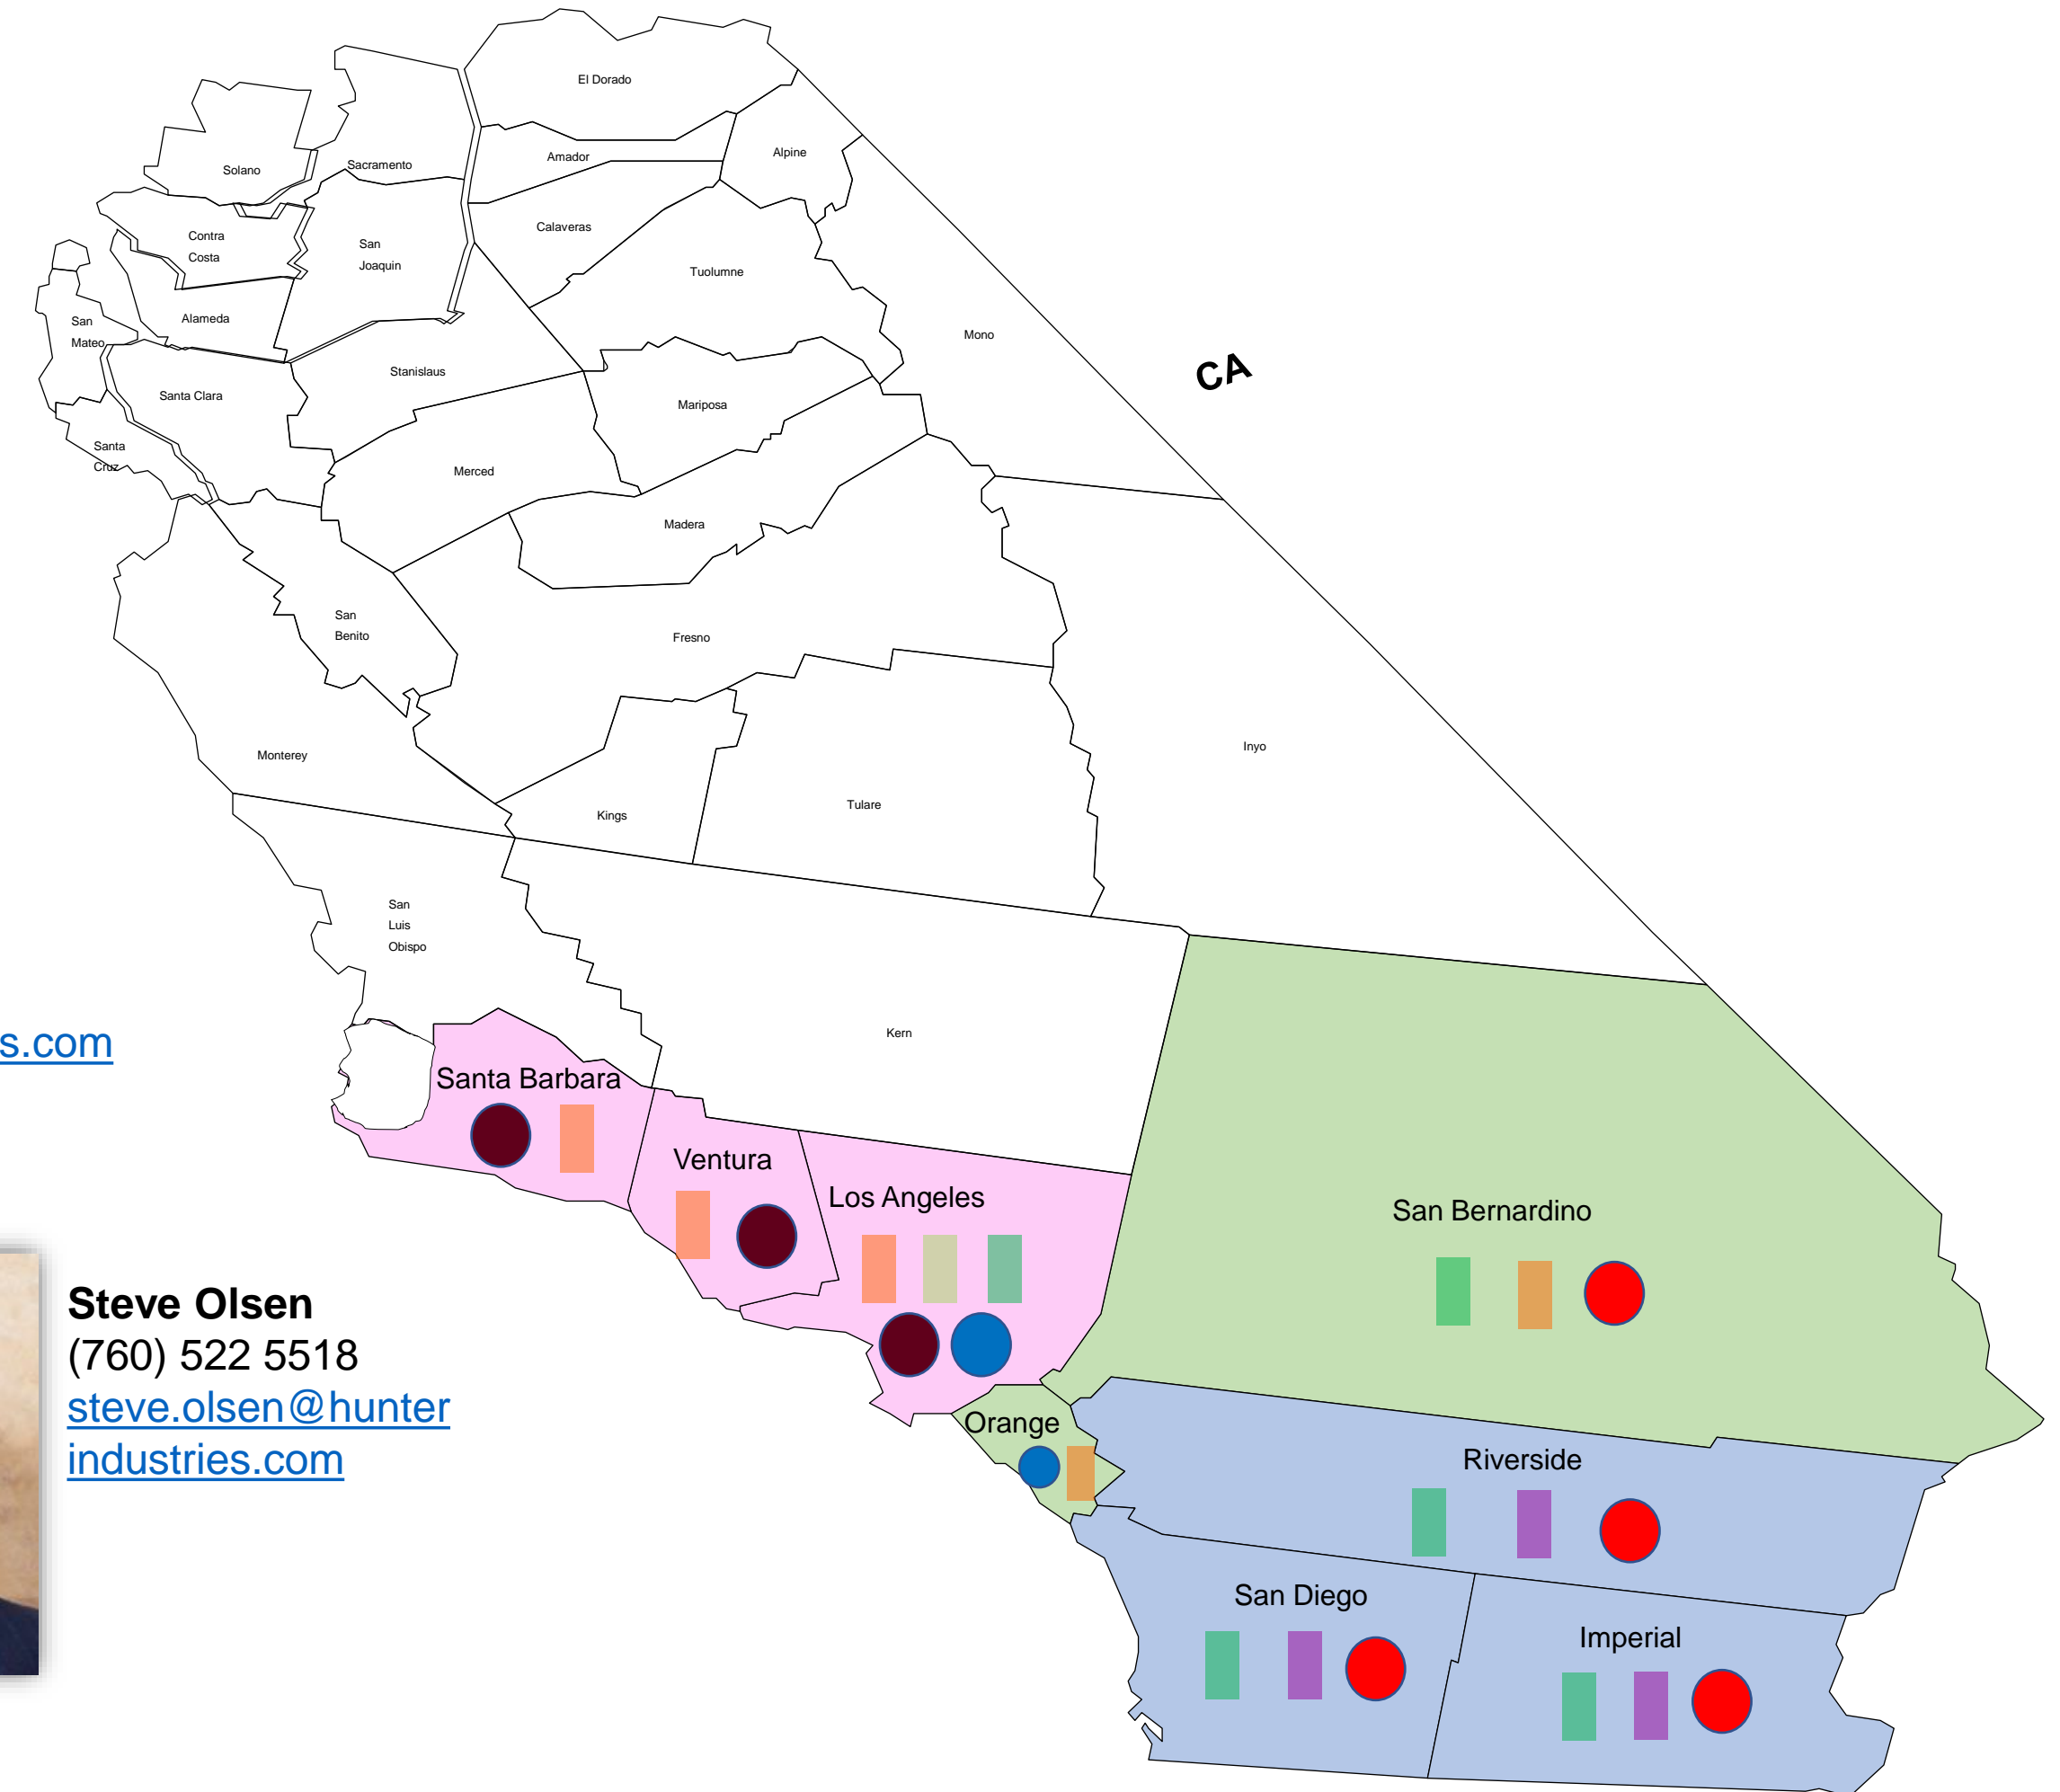 El Dorado
Alpine
Amador
Sacramento
Solano
Calaveras
Contra
Costa
San
Joaquin
Tuolumne
Alameda
San
Mateo
Mono
CA
Stanislaus
Santa Clara
Mariposa
Santa
Cruz
Merced
Madera
San
Benito
Fresno
Inyo
Monterey
Tulare
Kings
San
Luis
Obispo
Kern
s.com
Santa Barbara
Ventura
Los Angeles
San Bernardino
Steve Olsen
(760) 522 5518
steve.olsen@hunter
industries.com
Orange
Riverside
San Diego
Imperial